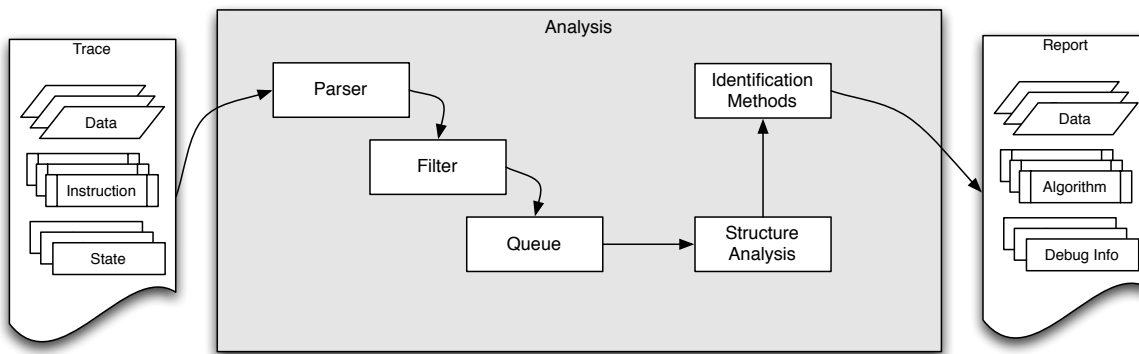 Trace
Data
Instruction
State
Analysis
Parser
Filter
Queue
Structure
Analysis
Identification
Methods
Report
Data
Algorithm
Debug Info